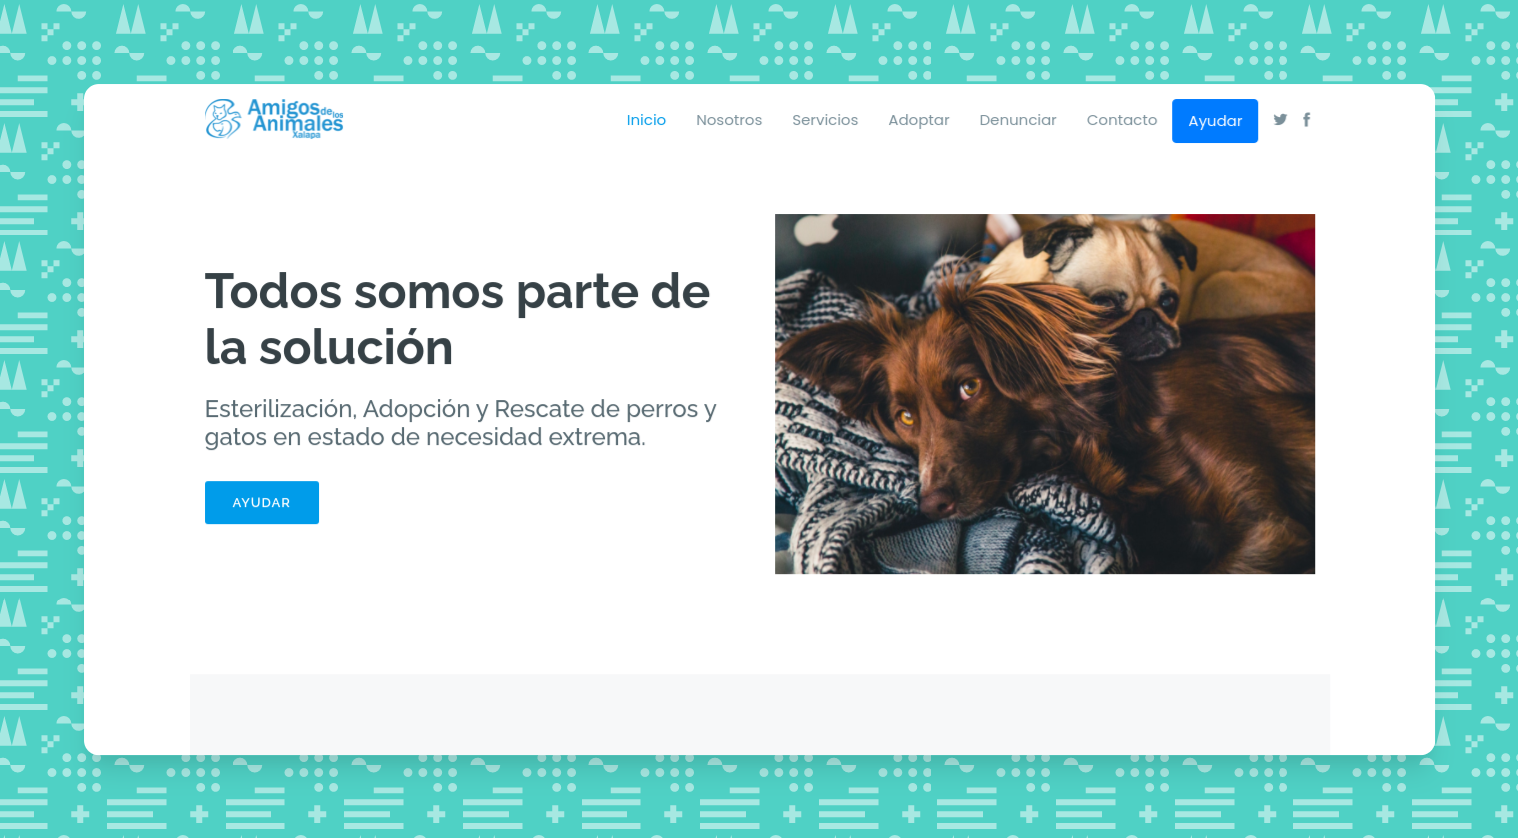 Amigos de los
Animales
Xalapa
Inicio Nosotros Servicios Adoptar Denunciar Contacto Ayudar
Todos somos parte de
la solución
Esterilización, Adopción y Rescate de perros y
gatos en estado de necesidad extrema.
AYUDAR